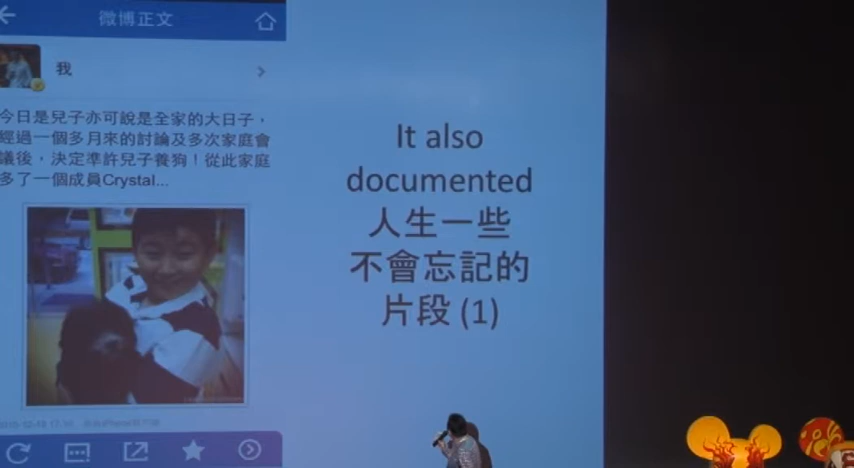 微博正文
我
今日是兒子亦可說是全家的大日子，
經過一個多月來的討論及多次家庭會
議後，決定準許兒子養狗！從此家庭
多了一個成員Crystal...
It also
documented
人生一些
不會忘記的
片段 (1)